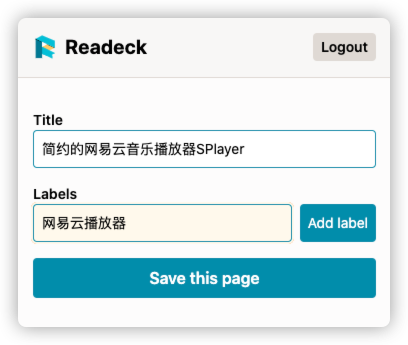 Readeck
Logout
Title
简约的网易云音乐播放器SPlayer
Labels
网易云播放器
Add label
Save this page